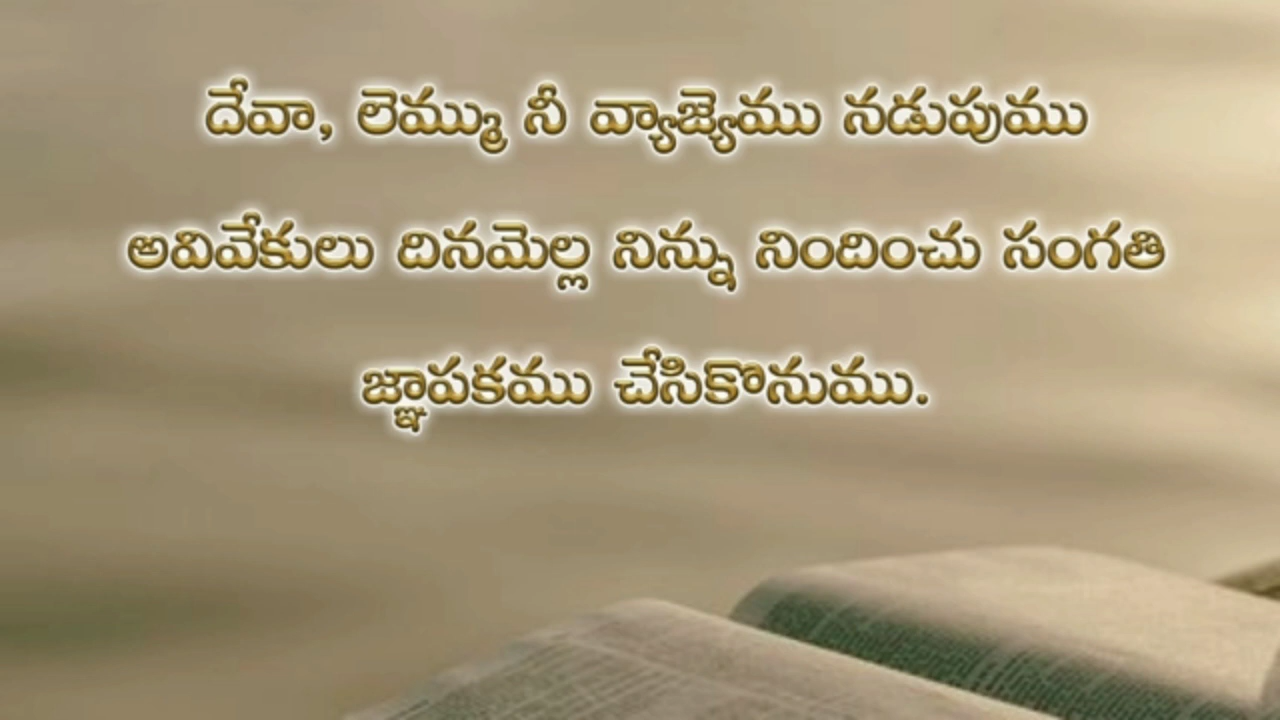 దేవా, లెమ్ము నీ వ్యాజ్యెము నడుపుము
అవివేకులు దినమెల్ల నిన్ను నిందించు సంగతి
జ్ఞాపకము చేసికొనుము.